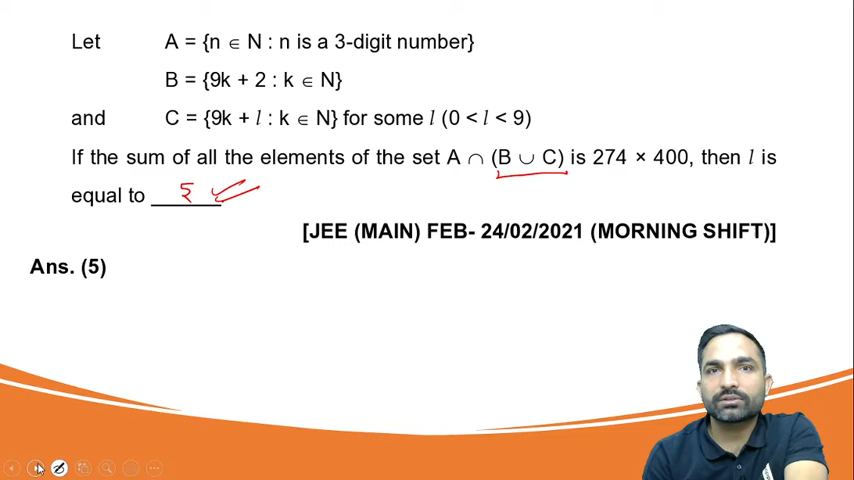 Let A = {n ∈ N : n is a 3-digit number}
B = {9k + 2 : k ∈ N}
and C = {9k + l : k ∈ N} for some l (0 < l < 9)
If the sum of all the elements of the set A ∩ (B ∪ C) is 274 × 400, then l is
equal to 5
[JEE (MAIN) FEB- 24/02/2021 (MORNING SHIFT)]
Ans. (5)